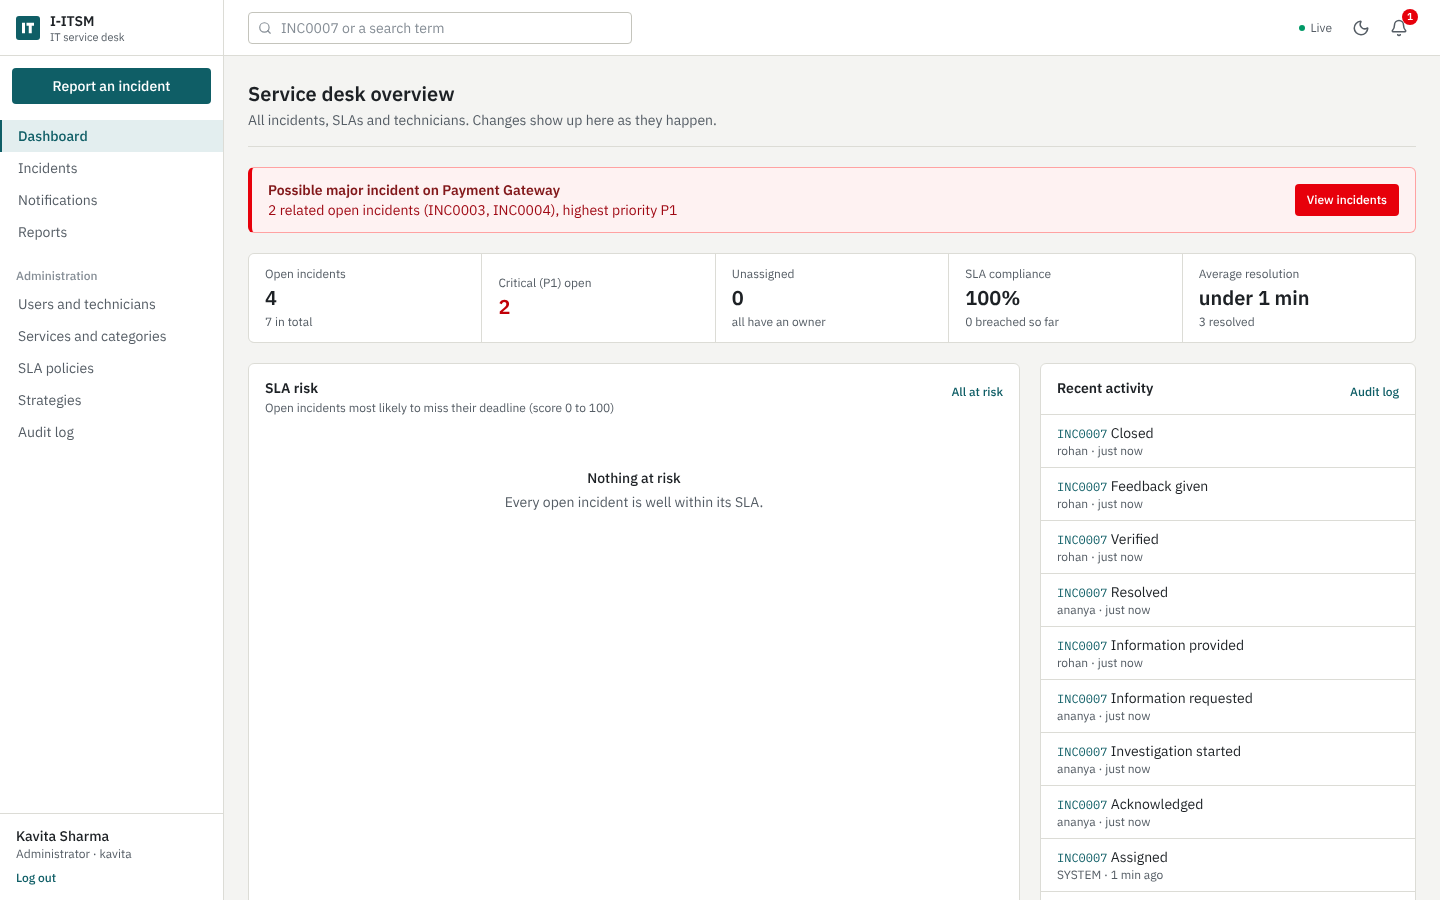 IT
I-ITSM
IT service desk
INC0007 or a search term
Live
1
Report an incident
Dashboard
Incidents
Notifications
Reports
Administration
Users and technicians
Services and categories
SLA policies
Strategies
Audit log
Kavita Sharma
Administrator · kavita
Log out
Service desk overview
All incidents, SLAs and technicians. Changes show up here as they happen.
Possible major incident on Payment Gateway
2 related open incidents (INC0003, INC0004), highest priority P1
View incidents
Open incidents
4
7 in total
Critical (P1) open
2
Unassigned
0
all have an owner
SLA compliance
100%
0 breached so far
Average resolution
under 1 min
3 resolved
SLA risk
Open incidents most likely to miss their deadline (score 0 to 100)
All at risk
Nothing at risk
Every open incident is well within its SLA.
Recent activity
Audit log
INC0007 Closed
rohan · just now
INC0007 Feedback given
rohan · just now
INC0007 Verified
rohan · just now
INC0007 Resolved
ananya · just now
INC0007 Information provided
rohan · just now
INC0007 Information requested
ananya · just now
INC0007 Investigation started
ananya · just now
INC0007 Acknowledged
ananya · just now
INC0007 Assigned
SYSTEM · 1 min ago